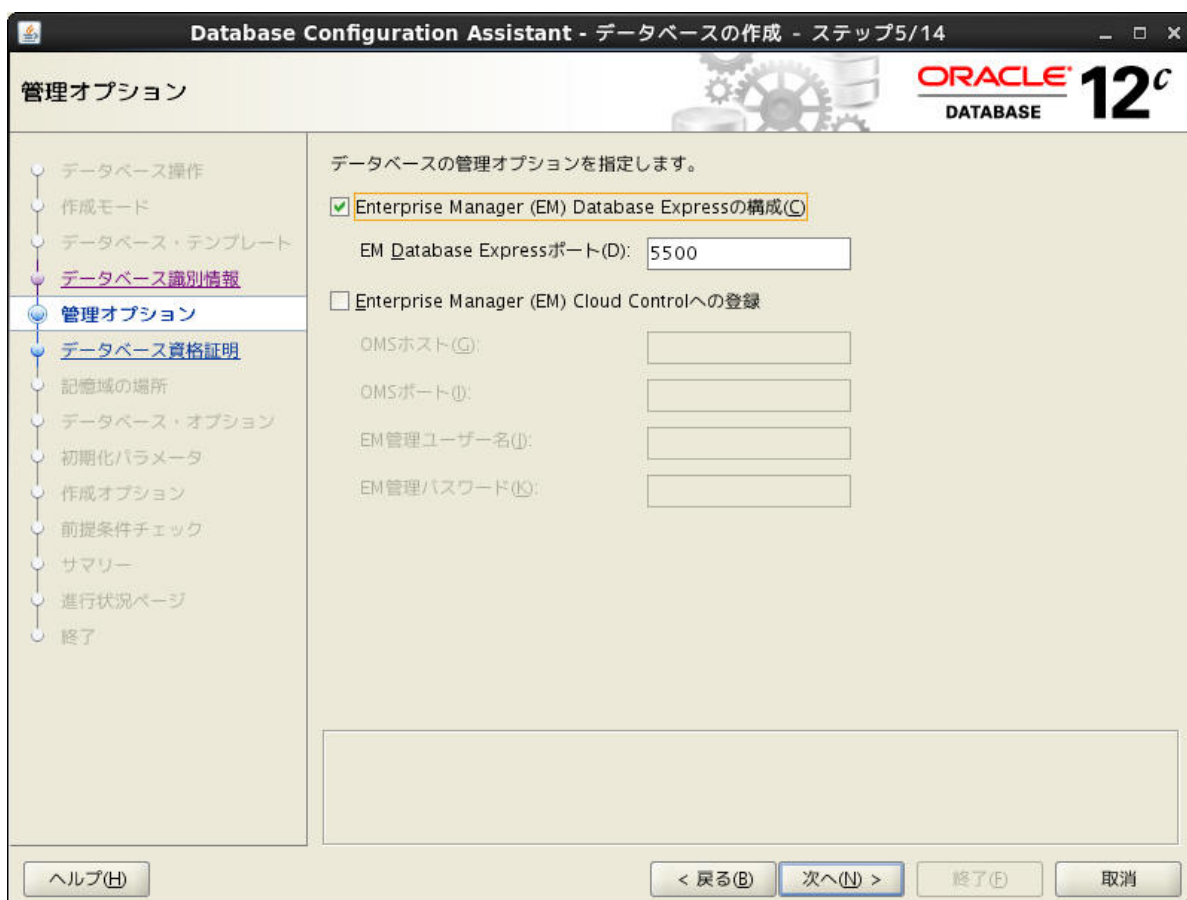 Database Configuration Assistant - データベースの作成 - ステップ5/14
管理オプション
ORACLE DATABASE 12c
データベース操作
作成モード
データベース・テンプレート
データベース識別情報
管理オプション
データベース資格証明
記憶域の場所
データベース・オプション
初期化パラメータ
作成オプション
前提条件チェック
サマリー
進行状況ページ
終了
データベースの管理オプションを指定します。
Enterprise Manager (EM) Database Expressの構成(C)
EM Database Expressポート(D): 5500
Enterprise Manager (EM) Cloud Controlへの登録
OMSホスト(G):
OMSポート(I):
EM管理ユーザー名(J):
EM管理パスワード(K):
ヘルプ(H)
< 戻る(B) 次へ(N) > 終了(F) 取消